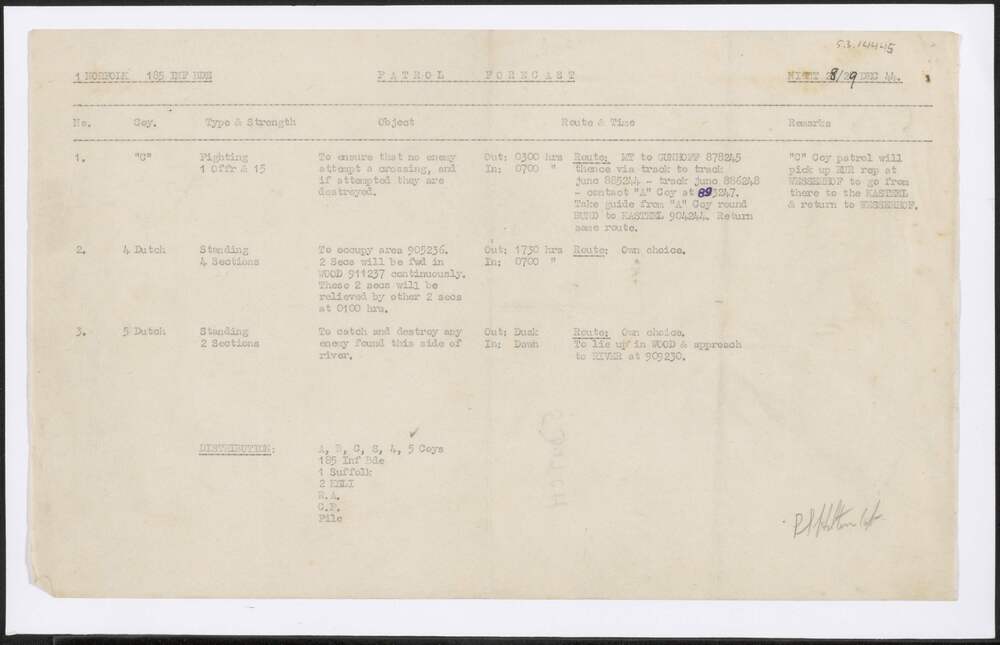 5.3.14445
1 NORFOLK 185 INF BDE PATROL FORECAST NIGHT 28/29 DEC 44.
No. Coy. Type & Strength Object Route & Time Remarks
1. "C" Fighting To ensure that no enemy Out: 0300 hrs Route: MT to GUNHOFF 878245 "C" Coy patrol will
1 Offr & 15 attempt a crossing, and In: 0700 " thence via track to track pick up rep at
if attempted they are junc 885244 - track junc 886248 WESSERHOF to go from
destroyed. - contact "A" Coy at 893247. there to the KASTEEL
Take guide from "A" Coy round & return to WESSERHOF.
BUND to KASTEEL 904244. Return
same route.
2. 4 Dutch Standing To occupy area 905236. Out: 1730 hrs Route: Own choice.
4 Sections 2 Secs will be fwd in In: 0700 " "
WOOD 911237 continuously.
These 2 secs will be
relieved by other 2 secs
at 0100 hrs.
3. 5 Dutch Standing To catch and destroy any Out: Dusk Route: Own choice.
2 Sections enemy found this side of In: Dawn To lie up in WOOD & approach
river. to RIVER at 909230.
DISTRIBUTION: A, B, C, S, 4, 5 Coys
185 Inf Bde
1 Suffolk
2
R.A.
C.F.
File